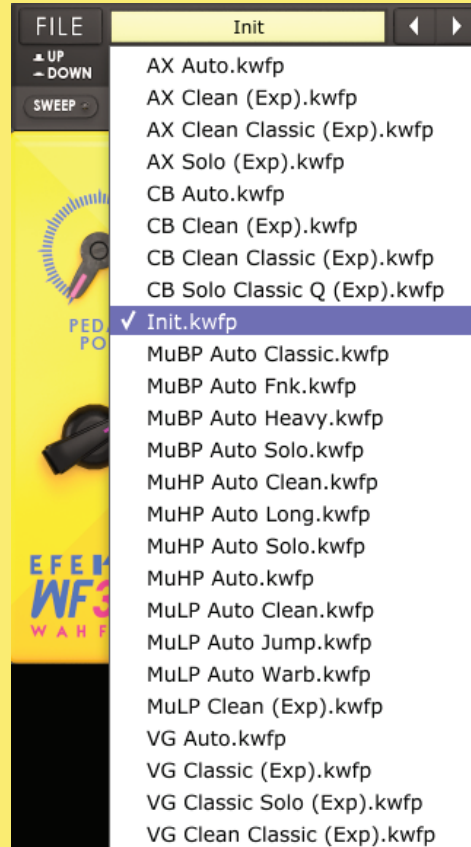 FILE
Init
UP
DOWN
SWEEP
AX Auto.kwfp
AX Clean (Exp).kwfp
AX Clean Classic (Exp).kwfp
AX Solo (Exp).kwfp
CB Auto.kwfp
CB Clean (Exp).kwfp
CB Clean Classic (Exp).kwfp
CB Solo Classic Q (Exp).kwfp
PEDA
✓ Init.kwfp
PO
MuBP Auto Classic.kwfp
MuBP Auto Fnk.kwfp
MuBP Auto Heavy.kwfp
MuBP Auto Solo.kwfp
MuHP Auto Clean.kwfp
MuHP Auto Long.kwfp
MuHP Auto Solo.kwfp
EFEK
MuHP Auto.kwfp
WF3
MuLP Auto Clean.kwfp
WAHF
MuLP Auto Jump.kwfp
MuLP Auto Warb.kwfp
MuLP Clean (Exp).kwfp
VG Auto.kwfp
VG Classic (Exp).kwfp
VG Classic Solo (Exp).kwfp
VG Clean Classic (Exp).kwfp